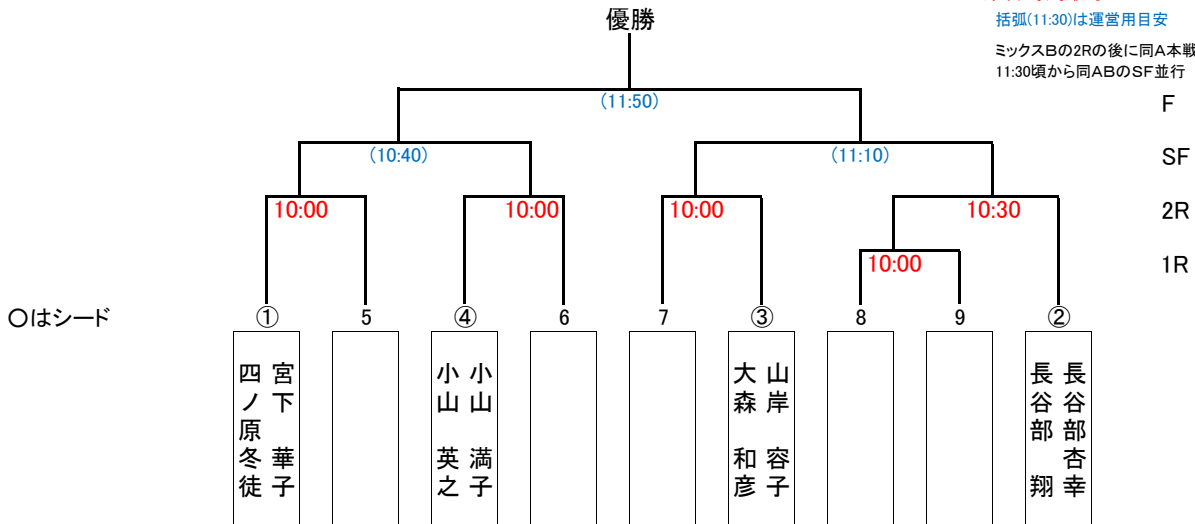 優勝
括弧(11:30)は運営用目安
ミックスBの2Rの後に同A本戦
11:30頃から同ABのSF並行
(11:50)
F
(10:40)
(11:10)
SF
10:00
10:00
10:00
10:30
2R
10:00
1R
○はシード
① 5 ④ 6 7 ③ 8 9 ②
宮下 華子
四ノ原冬徒
小山 満子
小山 英之
山岸 容子
大森 和彦
長谷部杏幸
長谷部 翔